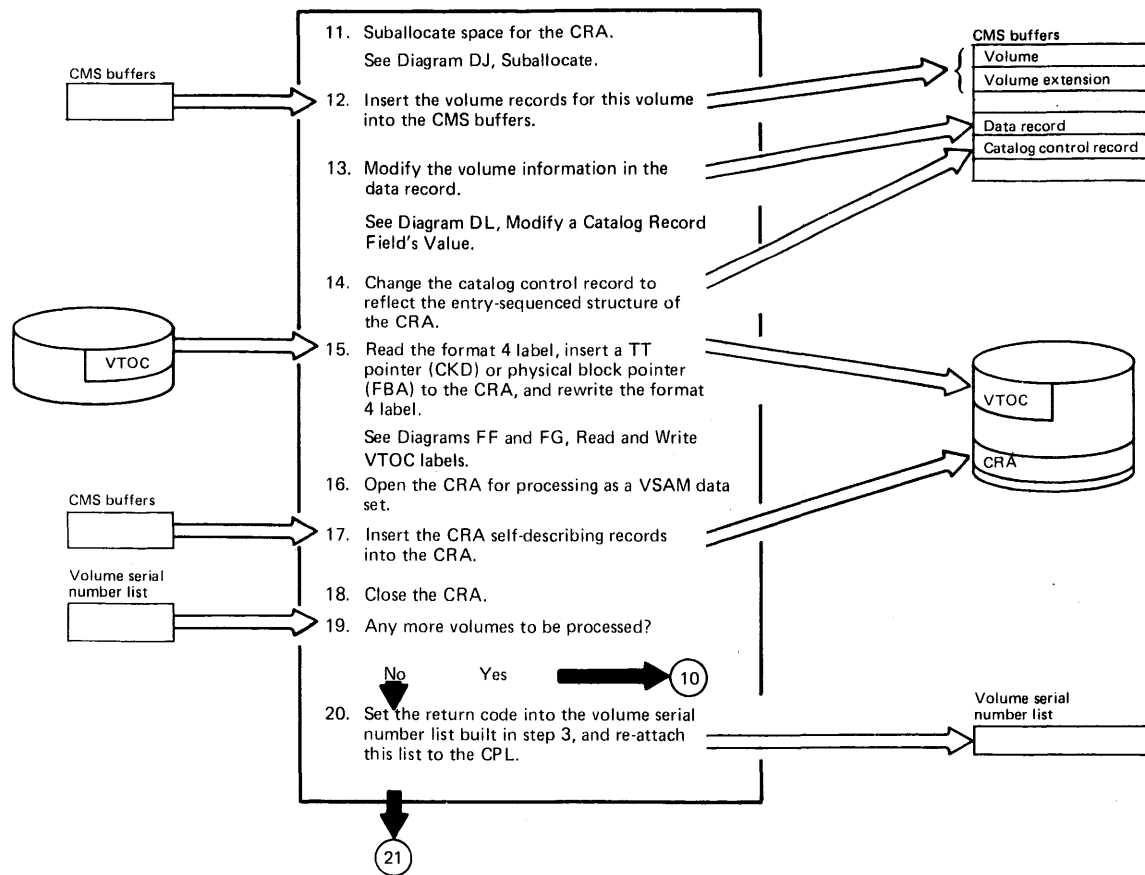 11. Suballocate space for the CRA.
See Diagram DJ, Suballocate.
CMS buffers
12. Insert the volume records for this volume
into the CMS buffers.
CMS buffers
Volume
Volume extension
Data record
Catalog control record
13. Modify the volume information in the
data record.
See Diagram DL, Modify a Catalog Record
Field's Value.
14. Change the catalog control record to
reflect the entry-sequenced structure of
the CRA.
VTOC
15. Read the format 4 label, insert a TT
pointer (CKD) or physical block pointer
(FBA) to the CRA, and rewrite the format
4 label.
See Diagrams FF and FG, Read and Write
VTOC labels.
VTOC
CRA
16. Open the CRA for processing as a VSAM data
set.
CMS buffers
17. Insert the CRA self-describing records
into the CRA.
Volume serial
number list
18. Close the CRA.
19. Any more volumes to be processed?
No Yes 10
20. Set the return code into the volume serial
number list built in step 3, and re-attach
this list to the CPL.
Volume serial
number list
21